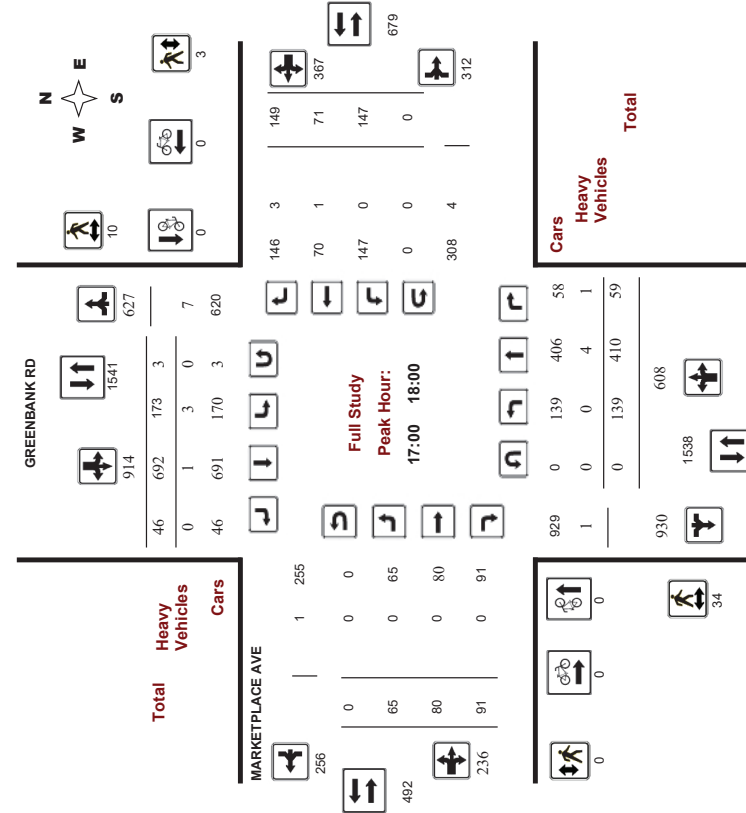 GREENBANK RD
N
W E
S
10
0
0
3
914
1541
627
46 692 173 3
0 1 3 0 7
46 691 170 3 620
Total
Heavy
Vehicles
Cars
MARKETPLACE AVE
256
1 255
492
0 0 0
65 0 65
80 0 80
91 0 91
236
Full Study
Peak Hour:
17:00 18:00
146 3 149
70 1 71
147 0 147
0 0 0
308 4
367
679
312
Cars
Heavy
Vehicles
Total
929 0 139 406 58
1 0 0 4 1
0 139 410 59
930
1538
608
0
0
0
34